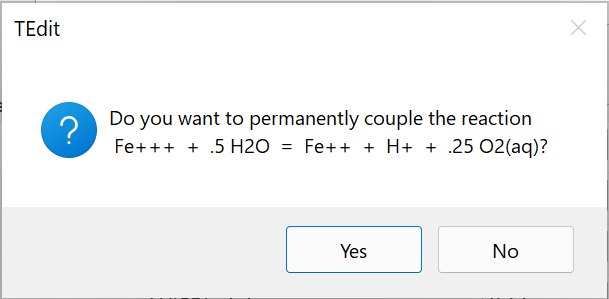 TEdit
Do you want to permanently couple the reaction
Fe+++ + .5 H2O = Fe++ + H+ + .25 O2(aq)?
Yes
No